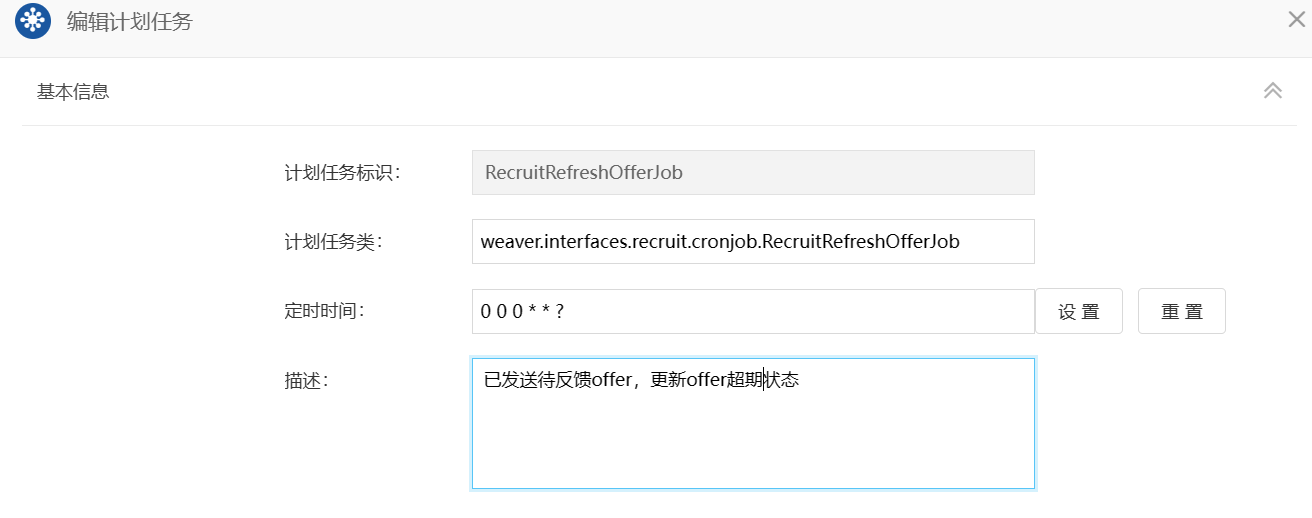 编辑计划任务
基本信息
计划任务标识： RecruitRefreshOfferJob
计划任务类： weaver.interfaces.recruit.cronjob.RecruitRefreshOfferJob
定时时间： 0 0 0 * * ? 设 置 重 置
描述： 已发送待反馈offer，更新offer超期状态